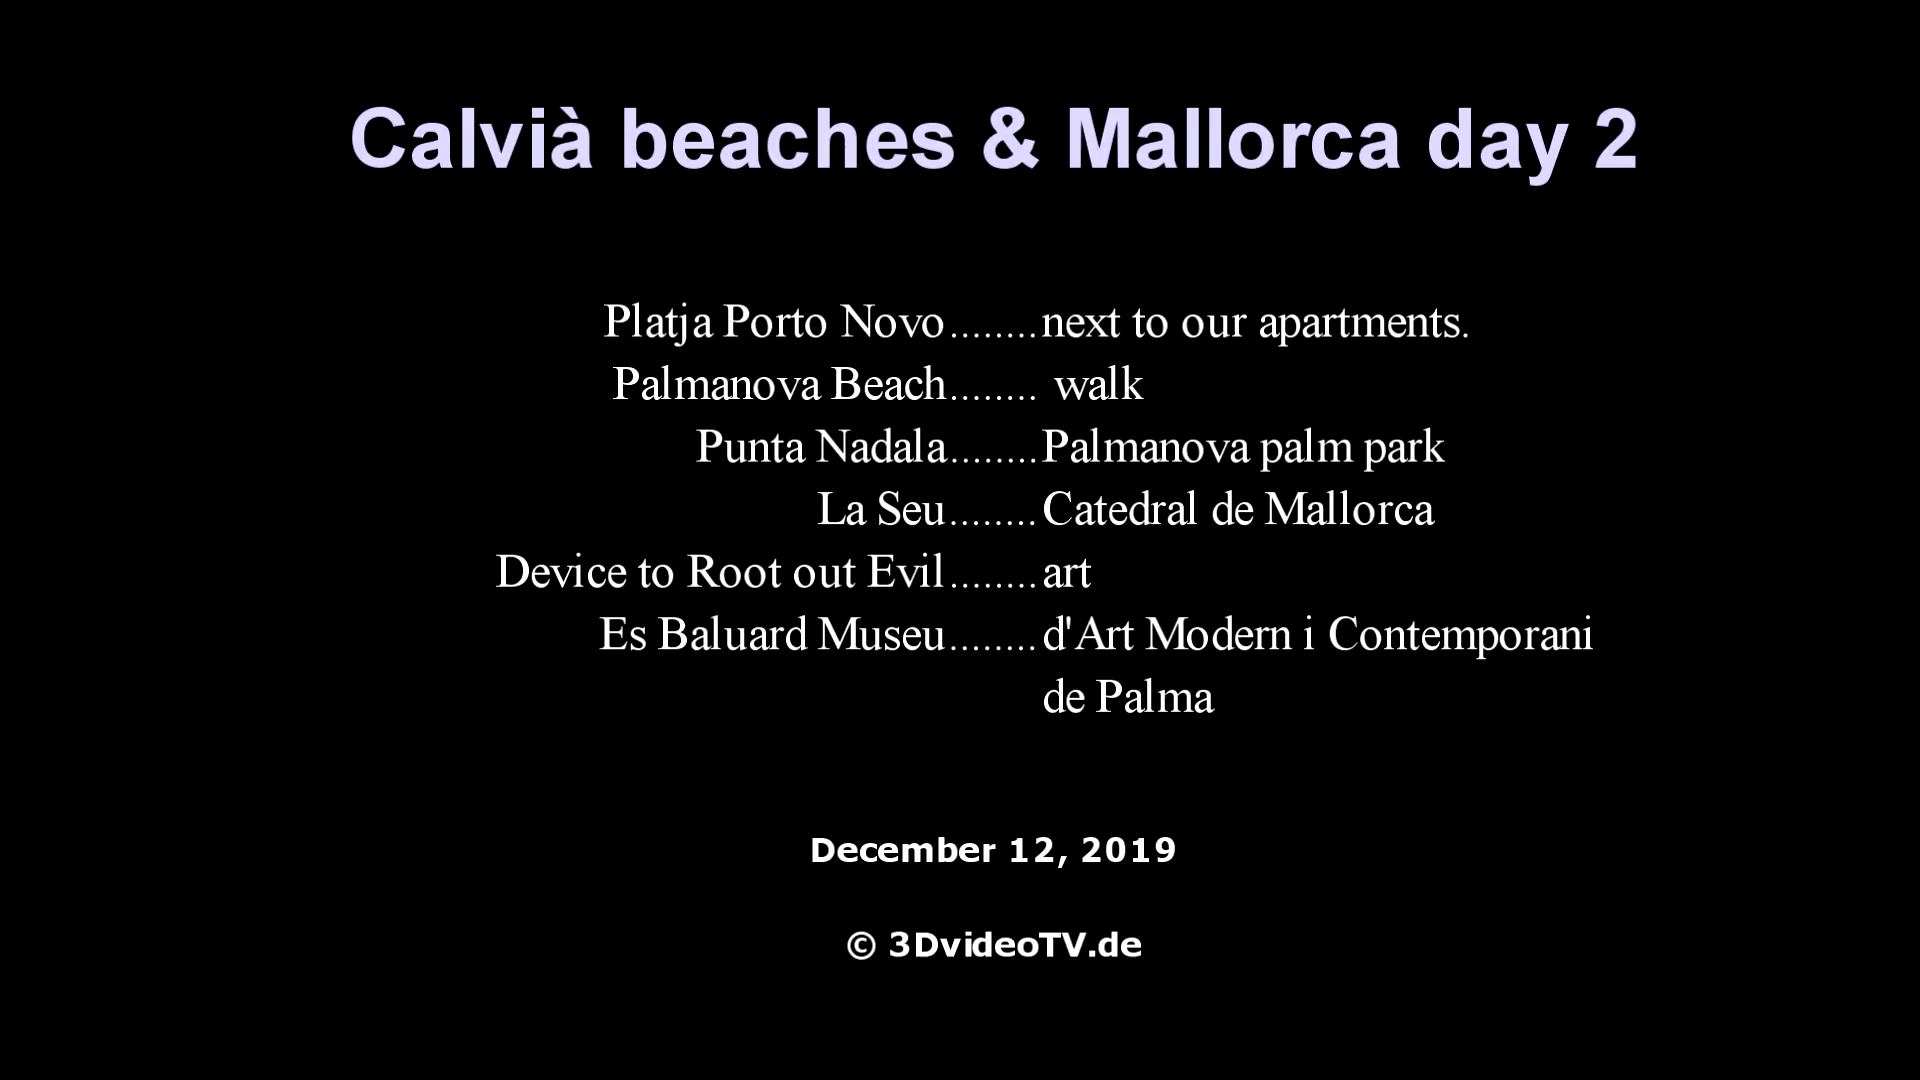 Calvià beaches & Mallorca day 2
Platja Porto Novo........next to our apartments.
Palmanova Beach........ walk
Punta Nadala........Palmanova palm park
La Seu........Catedral de Mallorca
Device to Root out Evil........art
Es Baluard Museu........d'Art Modern i Contemporani
de Palma
December 12, 2019
© 3DvideoTV.de